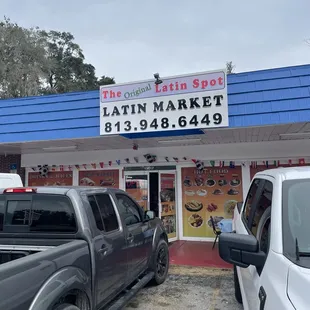 The Original Latin Spot
LATIN MARKET
813.948.6449